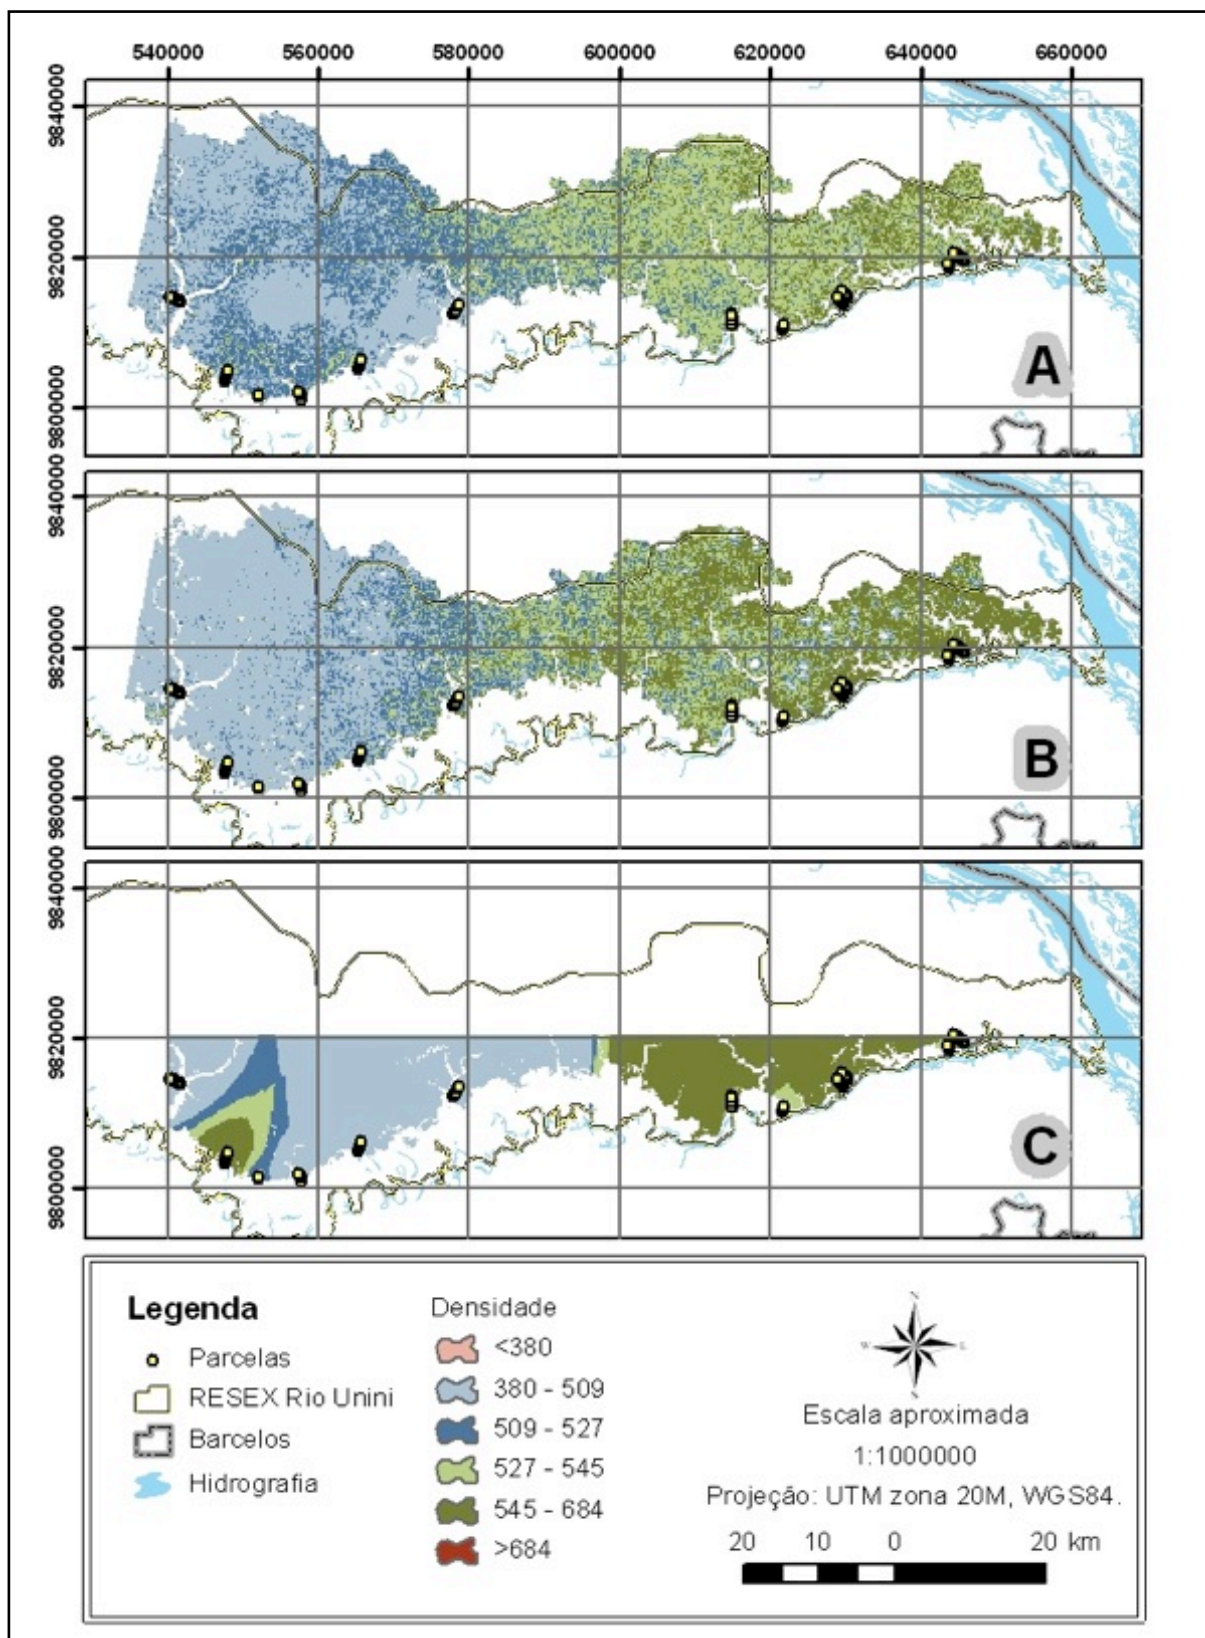 540000 560000 580000 600000 620000 640000 660000
9840000
9820000
9800000
A
9840000
9820000
9800000
B
9840000
9820000
9800000
C
Legenda
Parcelas
RESEX Rio Unini
Barcelos
Hidrografia
Densidade
<380
380 - 509
509 - 527
527 - 545
545 - 684
>684
N
W
E
S
Escala aproximada
1:1000000
Projeção: UTM zona 20M, WGS84.
20 10 0 20 km